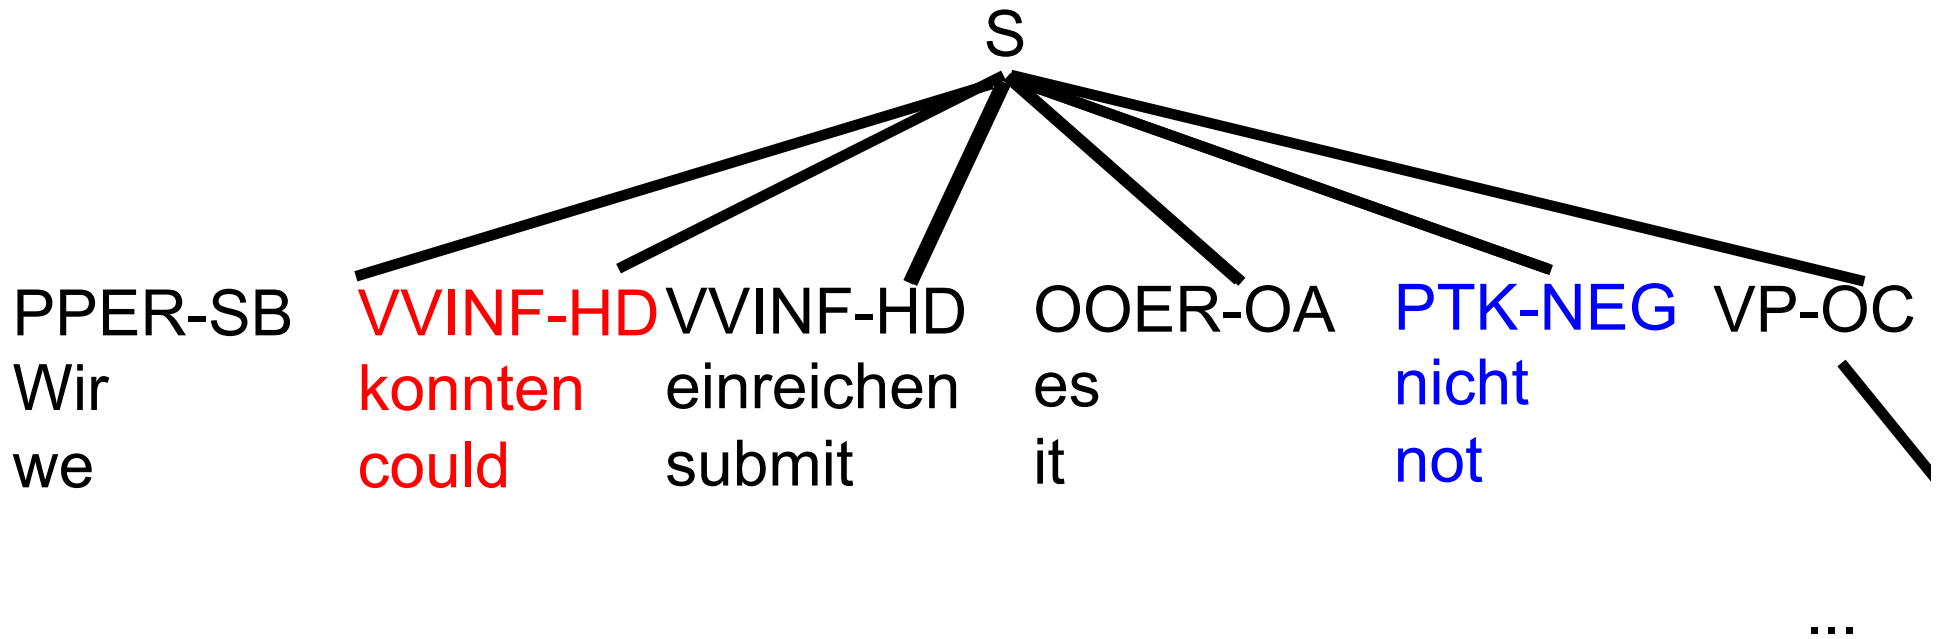 S
PPER-SB VVINF-HD VVINF-HD OOER-OA PTK-NEG VP-OC
Wir konnten einreichen es nicht
we could submit it not
...